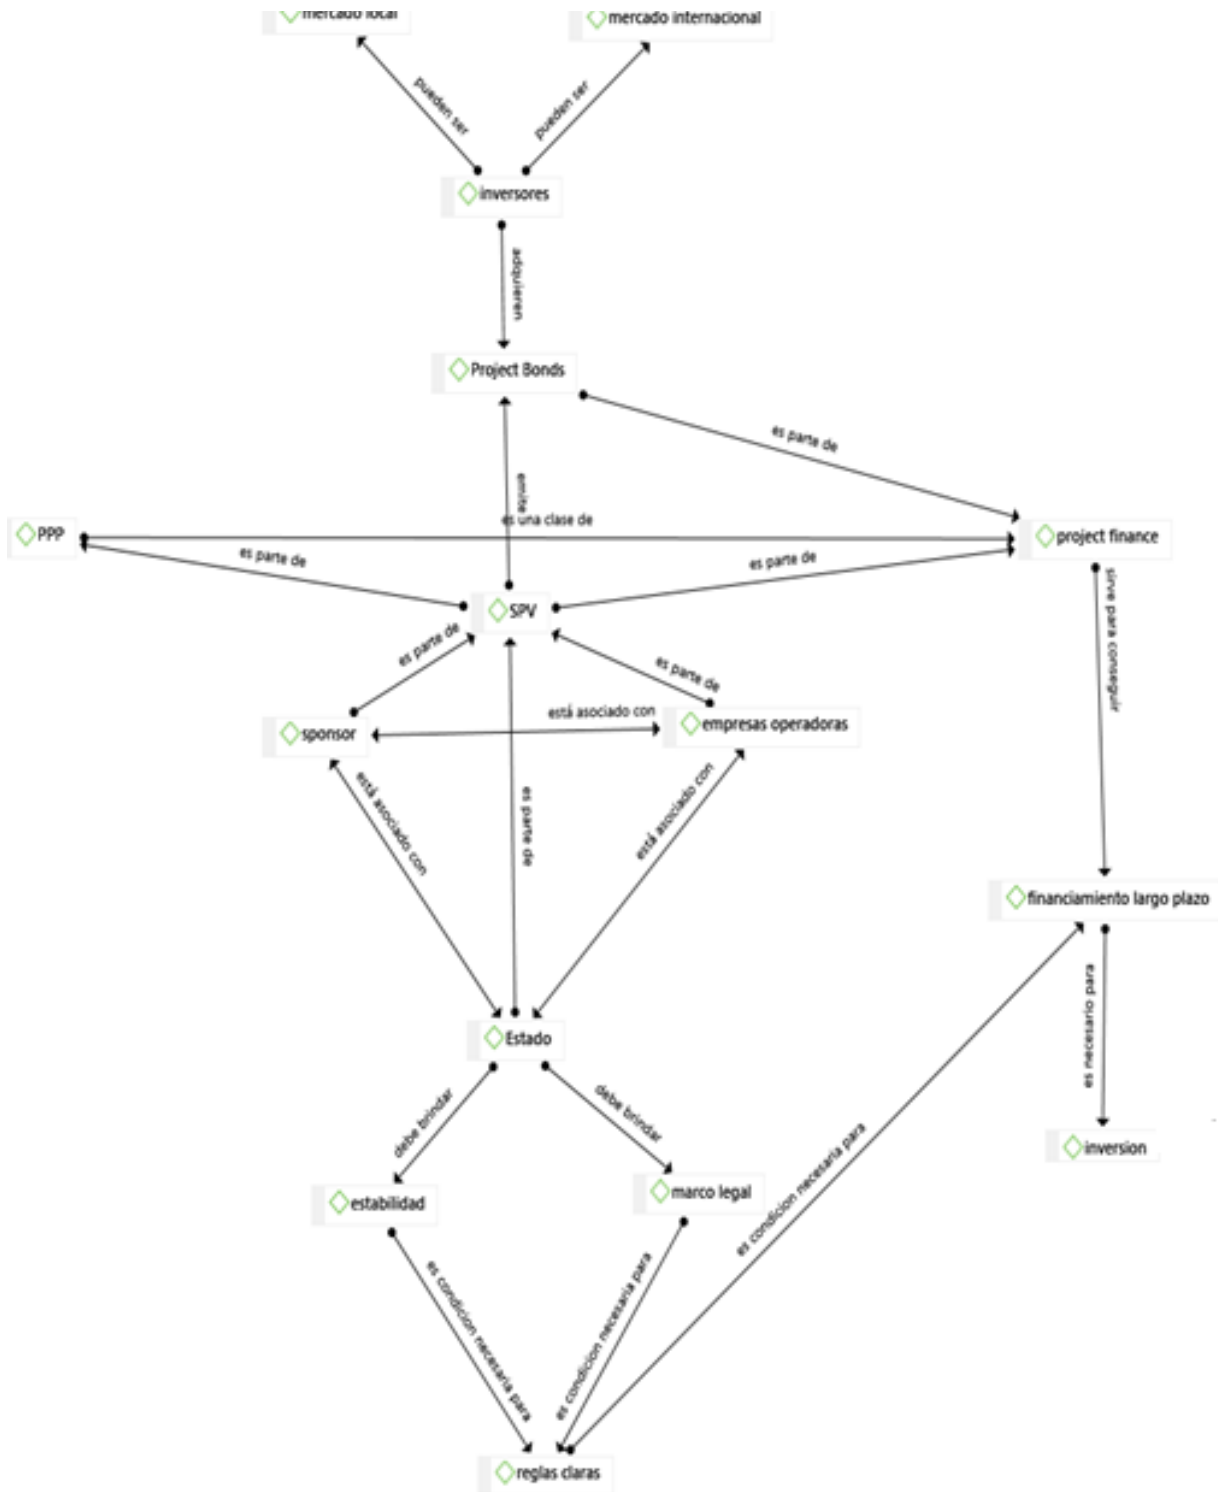 mercado local
mercado internacional
pueden ser
pueden ser
inversores
adquieren
Project Bonds
es parte de
emite
es una clase de
PPP
project finance
es parte de
es parte de
SPV
sirve para conseguir
es parte de
es parte de
está asociado con
sponsor
empresas operadoras
está asociado con
es parte de
está asociado con
financiamiento largo plazo
es necesario para
Estado
debe brindar
debe brindar
inversion
estabilidad
marco legal
es condicion necesaria para
es condicion necesaria para
es condicion necesaria para
reglas claras